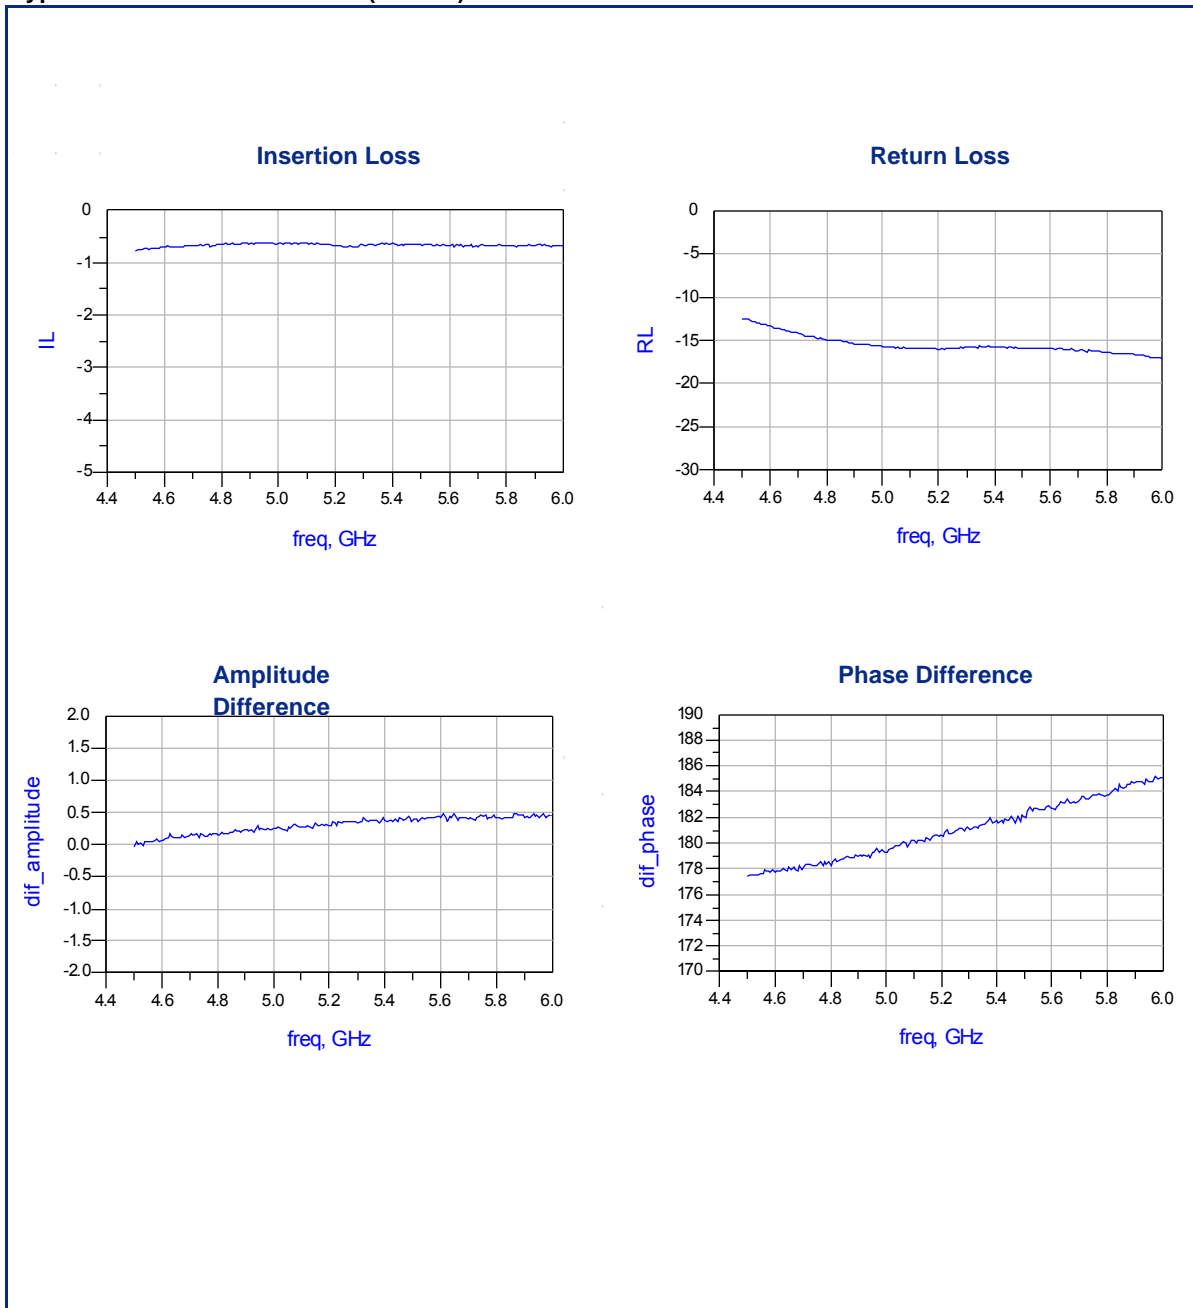 Insertion Loss
0
-1
-2
-3
-4
-5
IL
4.4 4.6 4.8 5.0 5.2 5.4 5.6 5.8 6.0
freq, GHz
Return Loss
0
-5
-10
-15
-20
-25
-30
RL
4.4 4.6 4.8 5.0 5.2 5.4 5.6 5.8 6.0
freq, GHz
Amplitude
Difference
2.0
1.5
1.0
0.5
0.0
-0.5
-1.0
-1.5
-2.0
dif_amplitude
4.4 4.6 4.8 5.0 5.2 5.4 5.6 5.8 6.0
freq, GHz
Phase Difference
190
188
186
184
182
180
178
176
174
172
170
dif_phase
4.4 4.6 4.8 5.0 5.2 5.4 5.6 5.8 6.0
freq, GHz